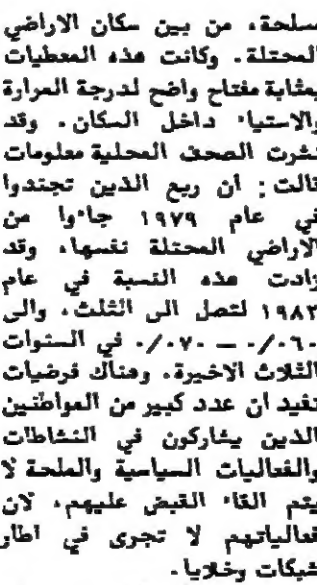 مسلحة، من بين سكان الاراضي
المحتلة. وكانت هذه المعطيات
بمثابة مفتاح واضح لدرجة المرارة
والاستياء داخل السكان. وقد
نشرت الصحف المحلية معلومات
قالت: ان ربع الذين تجندوا
في عام ١٩٧٩ جاءوا من
الاراضي المحتلة نفسها، وقد
زادت هذه النسبة في عام
١٩٨٣ لتصل الى الثلث، والى
٦٠٪ – ٧٠٪ في السنوات
الثلاث الاخيرة. وهناك فرضيات
تفيد ان عدد كبير من المواطنين
الذين يشاركون في النشاطات
والفعاليات السياسية والملحة لا
يتم القاء القبض عليهم، لان
فعالياتهم لا تجرى في اطار
شبكات وخلايا.